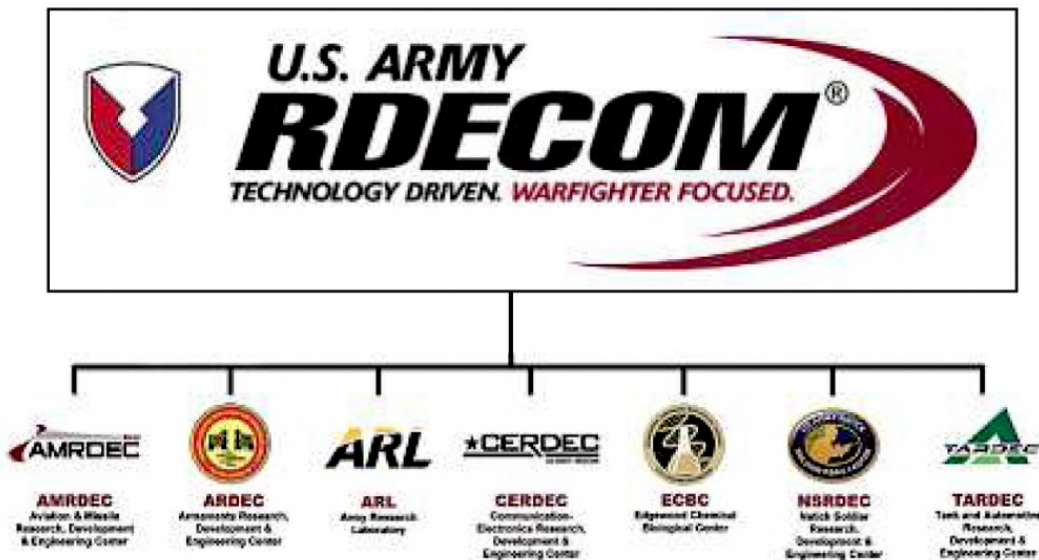 U.S. ARMY
RDECOM®
TECHNOLOGY DRIVEN. WARFIGHTER FOCUSED.
AMRDEC
AMRDEC
Aviation & Missile
Research, Development
& Engineering Center
ARDEC
Armaments Research,
Development &
Engineering Center
ARL
ARL
Army Research
Laboratory
★CERDEC
CERDEC
Communication-
Electronics Research,
Development &
Engineering Center
ECBC
Edgewood Chemical
Biological Center
NSRDEC
Natick Soldier
Research,
Development &
Engineering Center
TARDEC
TARDEC
Tank and Automotive
Research,
Development &
Engineering Center